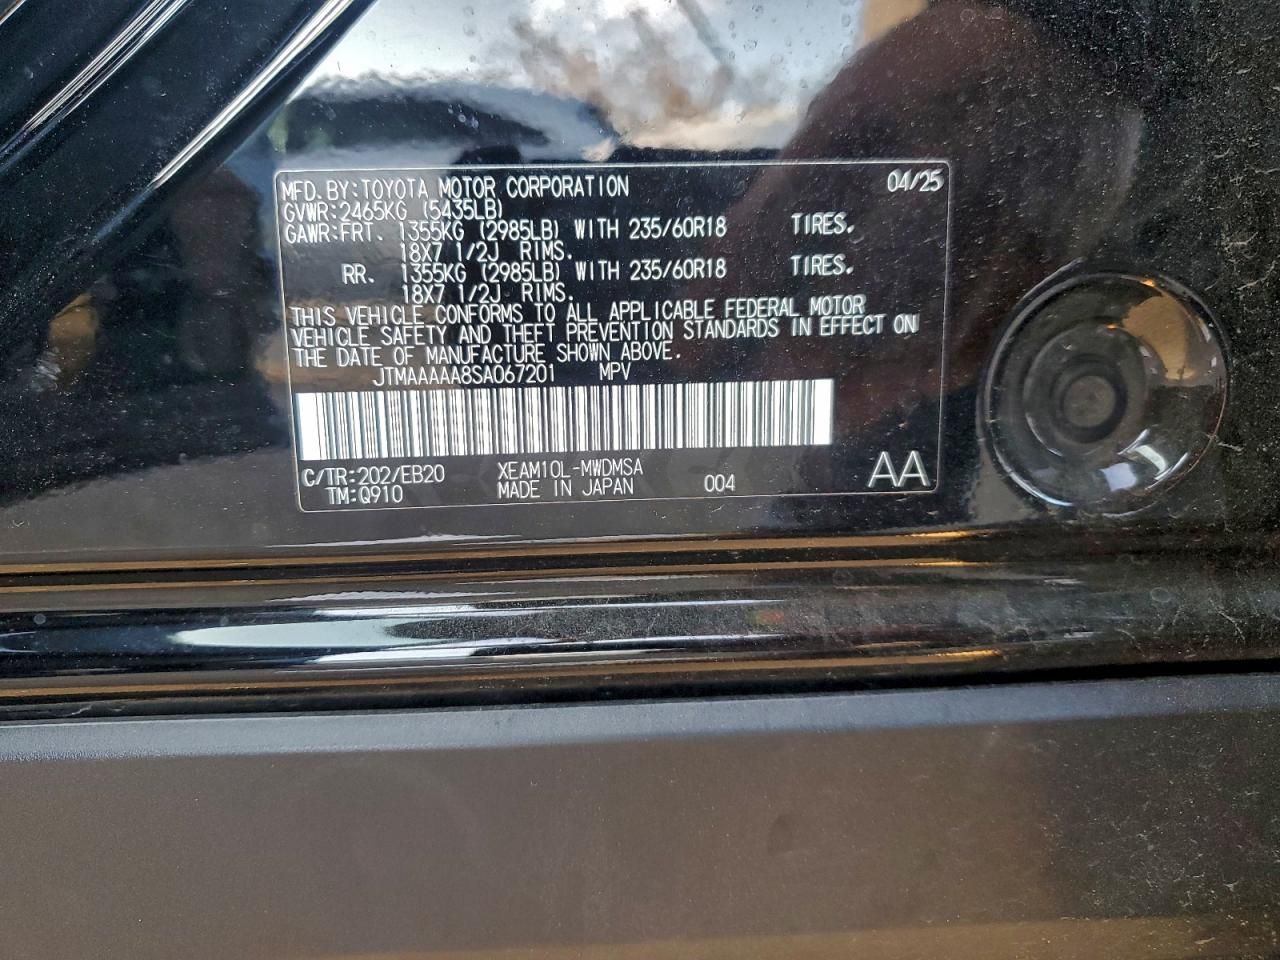 MFD.BY:TOYOTA MOTOR CORPORATION 04/25
GVWR:2465KG (5435LB)
GAWR:FRT. 1355KG (2985LB) WITH 235/60R18 TIRES.
18X7 1/2J RIMS.
RR. 1355KG (2985LB) WITH 235/60R18 TIRES.
18X7 1/2J RIMS.
THIS VEHICLE CONFORMS TO ALL APPLICABLE FEDERAL MOTOR
VEHICLE SAFETY AND THEFT PREVENTION STANDARDS IN EFFECT ON
THE DATE OF MANUFACTURE SHOWN ABOVE.
JTMAAAAA8SA067201 MPV
C/TR:202/EB20 XEAM10L-MWDMSA
TM:Q910 MADE IN JAPAN 004 AA